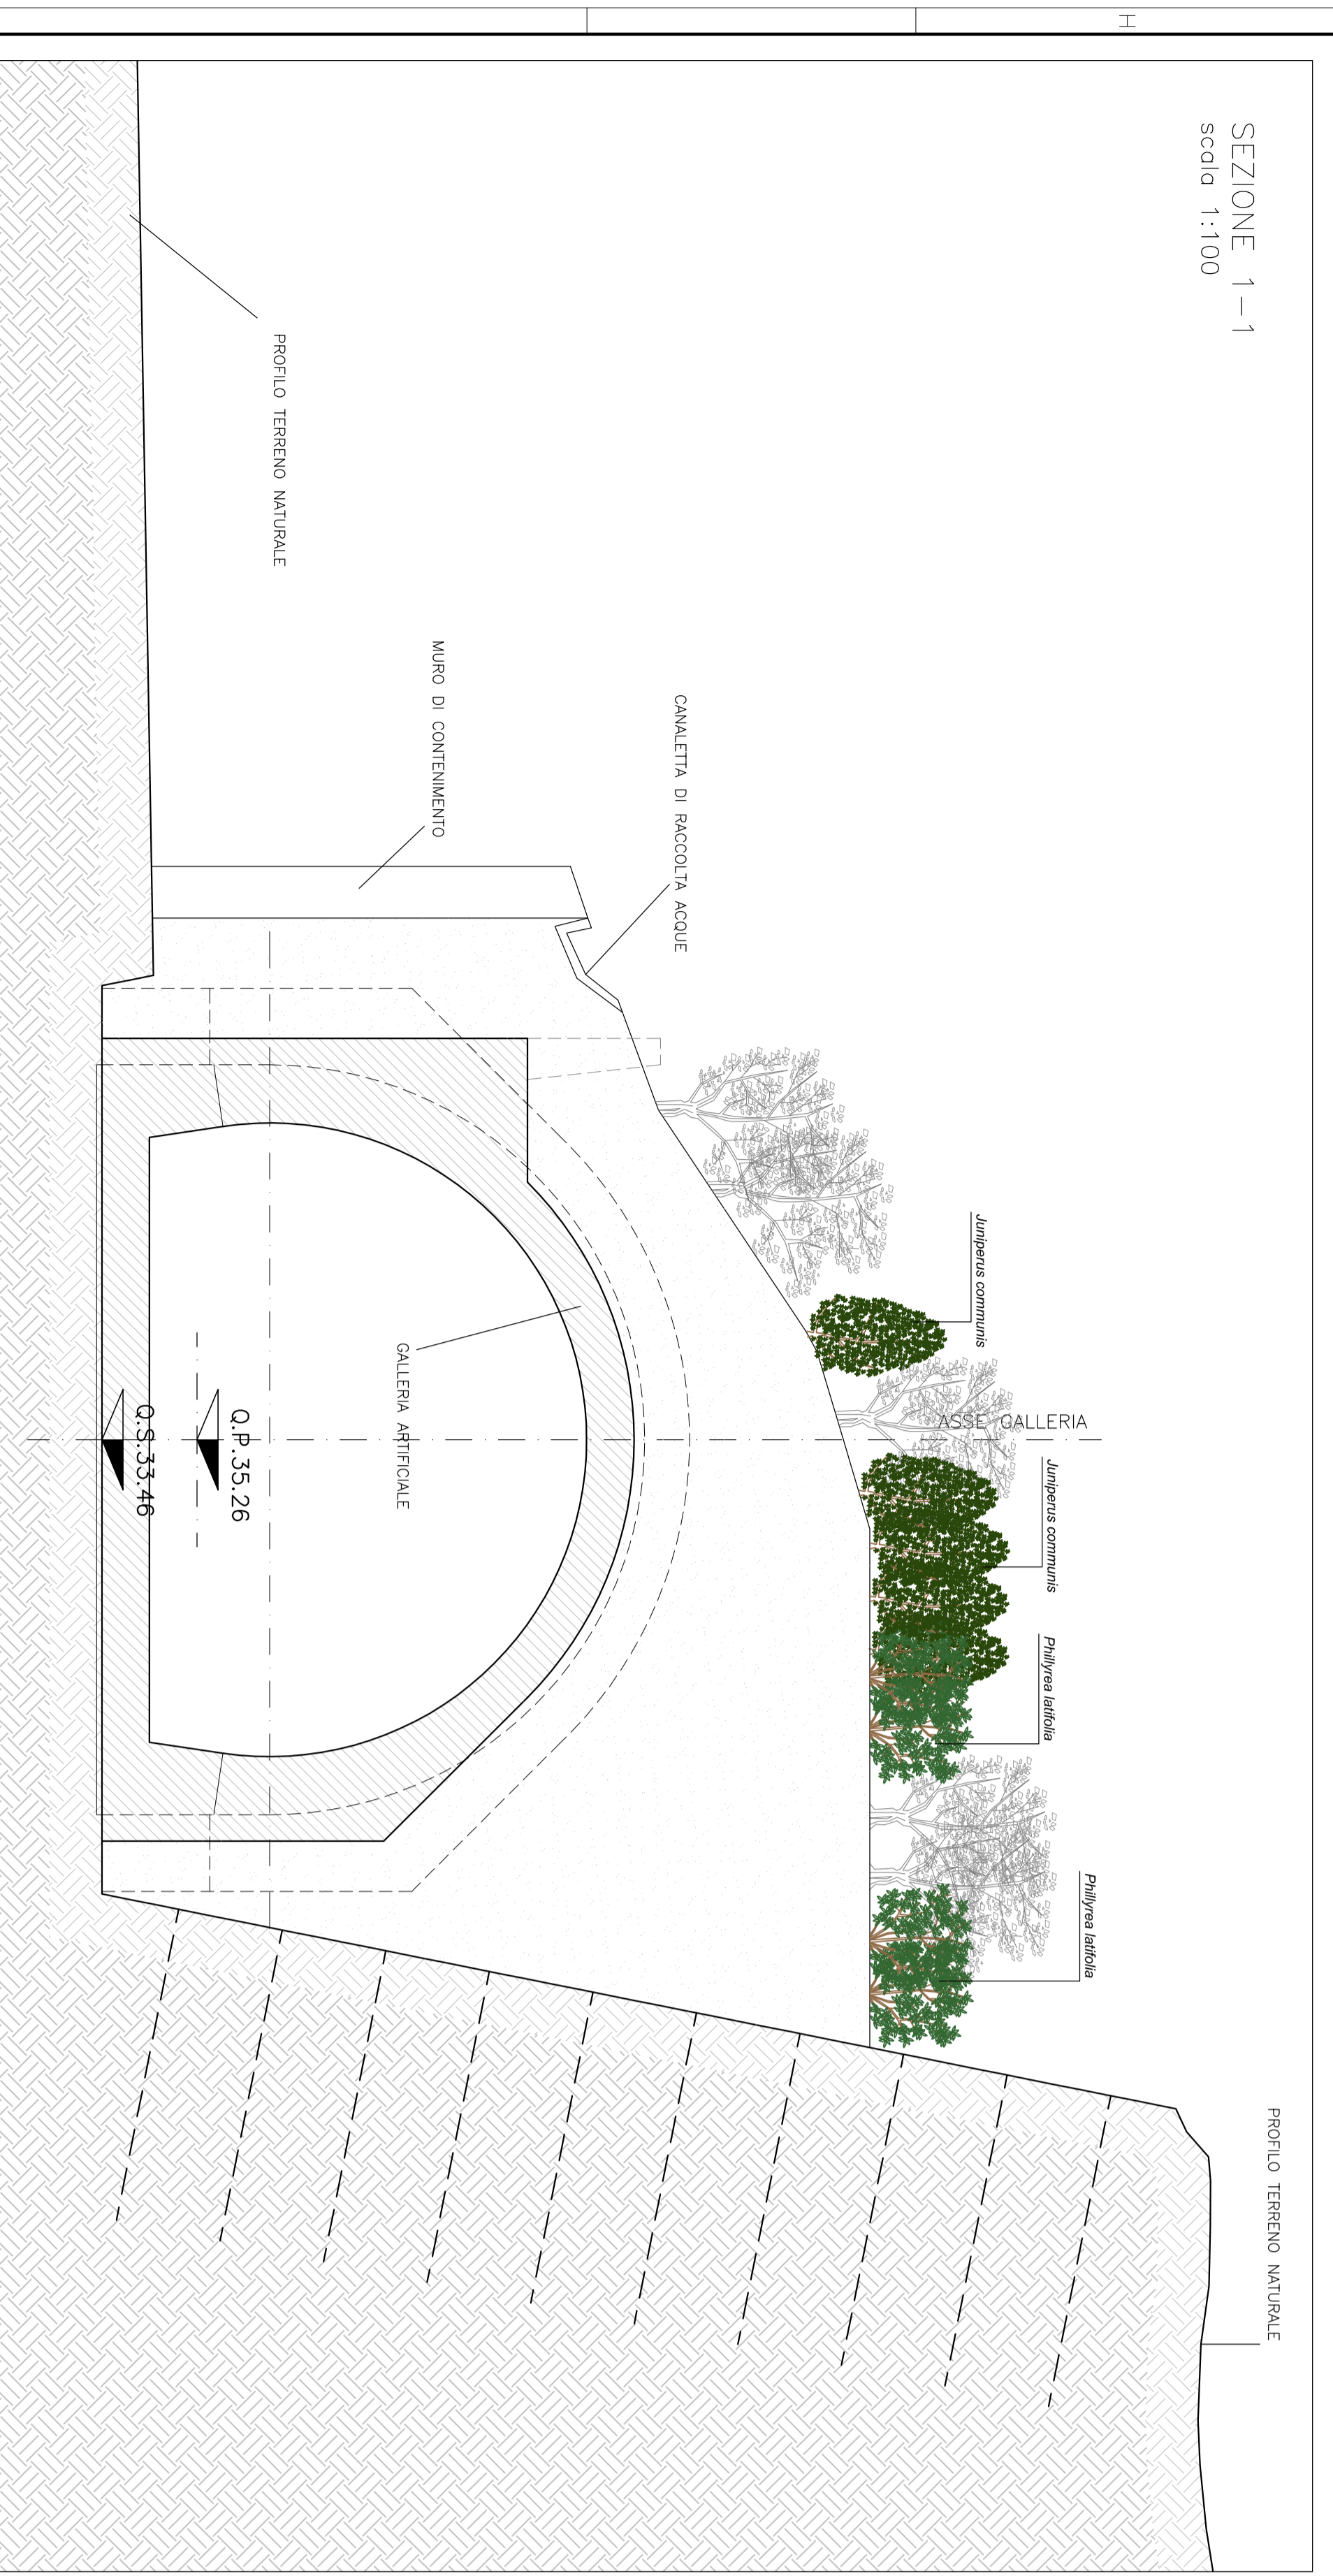 H
SEZIONE 1-1
scala 1:100
PROFILO TERRENO NATURALE
Phillyrea latifolia
Juniperus communis
Phillyrea latifolia
ASSE GALLERIA
Juniperus communis
CANALETTA DI RACCOLTA ACQUE
MURO DI CONTENIMENTO
GALLERIA ARTIFICIALE
PROFILO TERRENO NATURALE
Q.P.35.26
Q.S.33.46